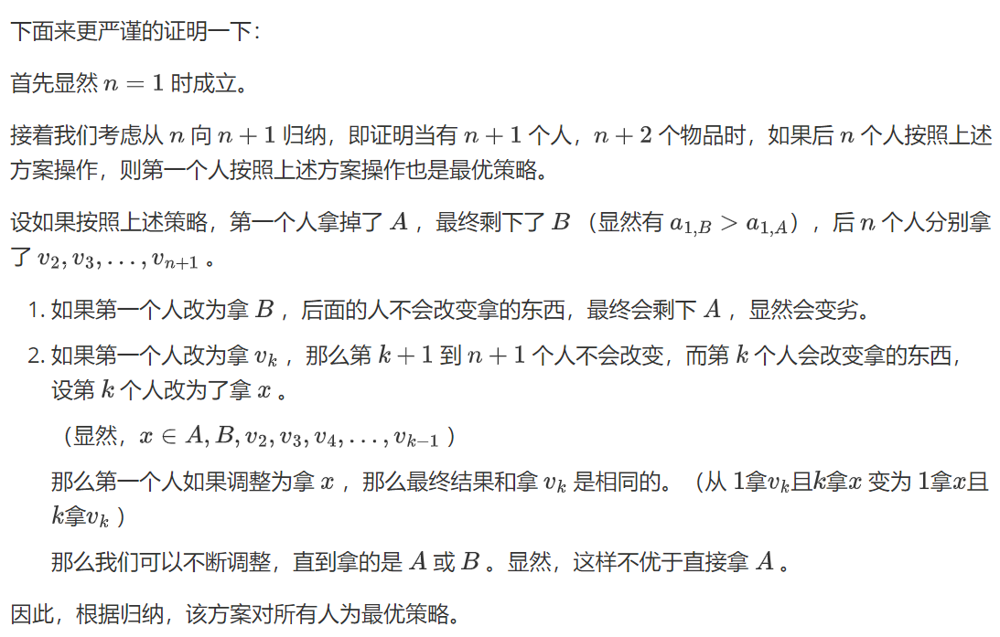 下面来更严谨的证明一下：
首先显然 n = 1 时成立。
接着我们考虑从 n 向 n + 1 归纳，即证明当有 n + 1 个人，n + 2 个物品时，如果后 n 个人按照上述
方案操作，则第一个人按照上述方案操作也是最优策略。
设如果按照上述策略，第一个人拿掉了 A ，最终剩下了 B （显然有 a_{1,B} > a_{1,A}），后 n 个人分别拿
了 v_2, v_3, . . . , v_{n+1} 。
1. 如果第一个人改为拿 B ，后面的人不会改变拿的东西，最终会剩下 A ，显然会变劣。
2. 如果第一个人改为拿 v_k ，那么第 k + 1 到 n + 1 个人不会改变，而第 k 个人会改变拿的东西，
设第 k 个人改为了拿 x 。
（显然，x ∈ A, B, v_2, v_3, v_4, . . . , v_{k−1} ）
那么第一个人如果调整为拿 x ，那么最终结果和拿 v_k 是相同的。（从 1拿v_k且k拿x 变为 1拿x且
k拿v_k ）
那么我们可以不断调整，直到拿的是 A 或 B 。显然，这样不优于直接拿 A 。
因此，根据归纳，该方案对所有人为最优策略。